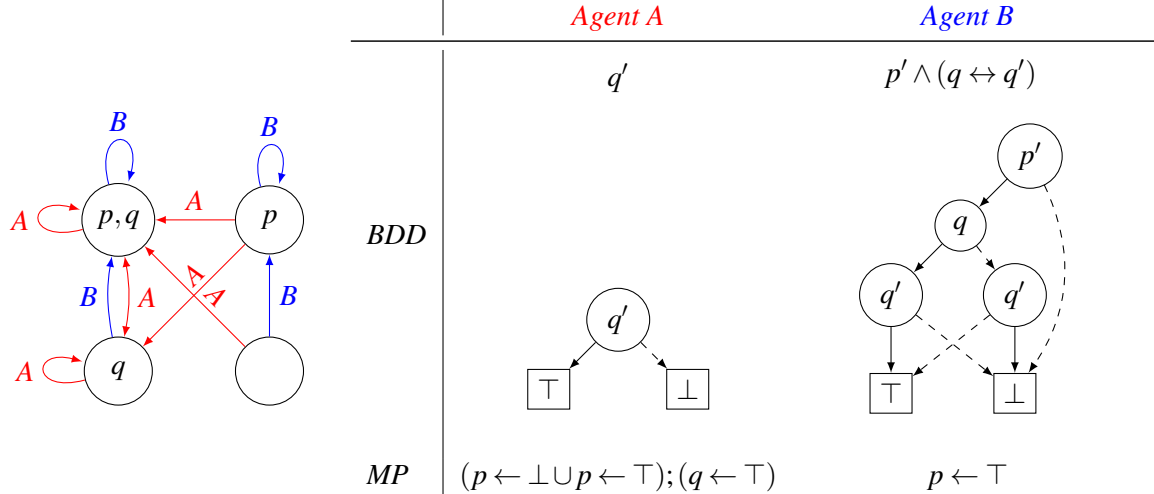 Agent A Agent B
q′ p′ ∧ (q ↔ q′)
B B
p′
A p, q A p
q
BDD
A A
q′ q′
B A B
q′
A q
⊤ ⊥ ⊤ ⊥
MP (p ← ⊥ ∪ p ← ⊤); (q ← ⊤) p ← ⊤